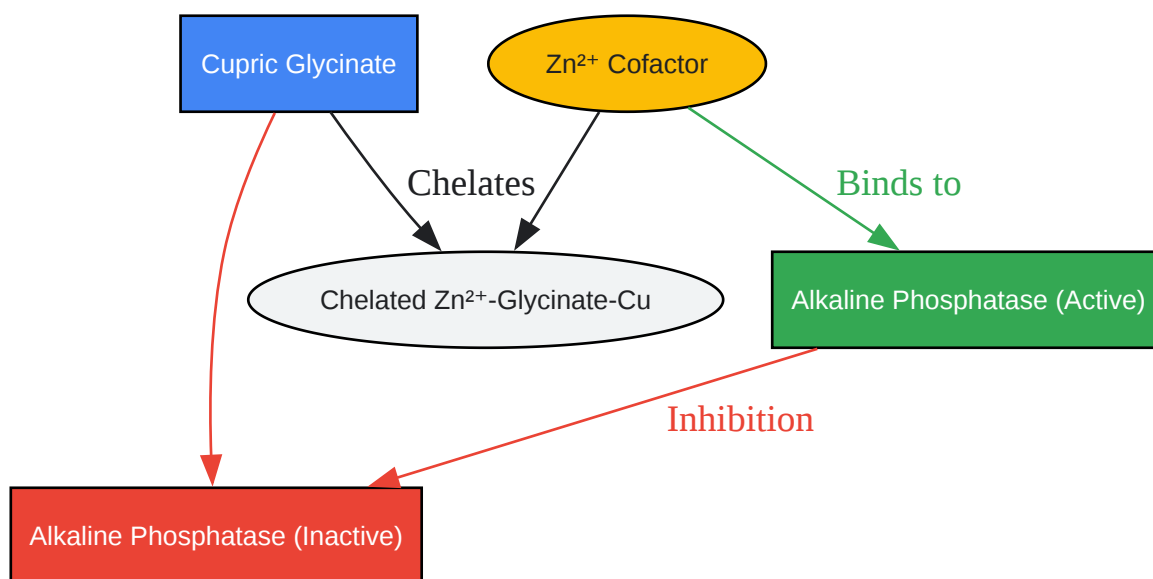 Cupric Glycinate
Zn²⁺ Cofactor
Chelates
Binds to
Chelated Zn²⁺-Glycinate-Cu
Alkaline Phosphatase (Active)
Inhibition
Alkaline Phosphatase (Inactive)